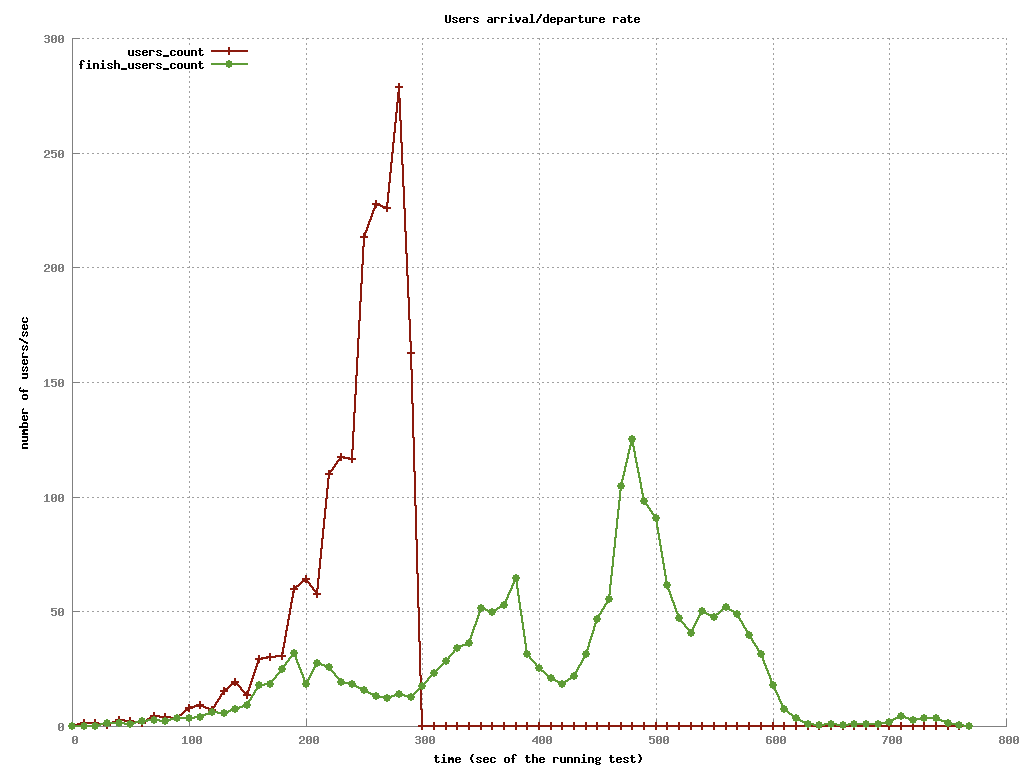 Users arrival/departure rate
300
users_count
finish_users_count
250
200
number of users/sec
150
100
50
0
0 100 200 300 400 500 600 700 800
time (sec of the running test)